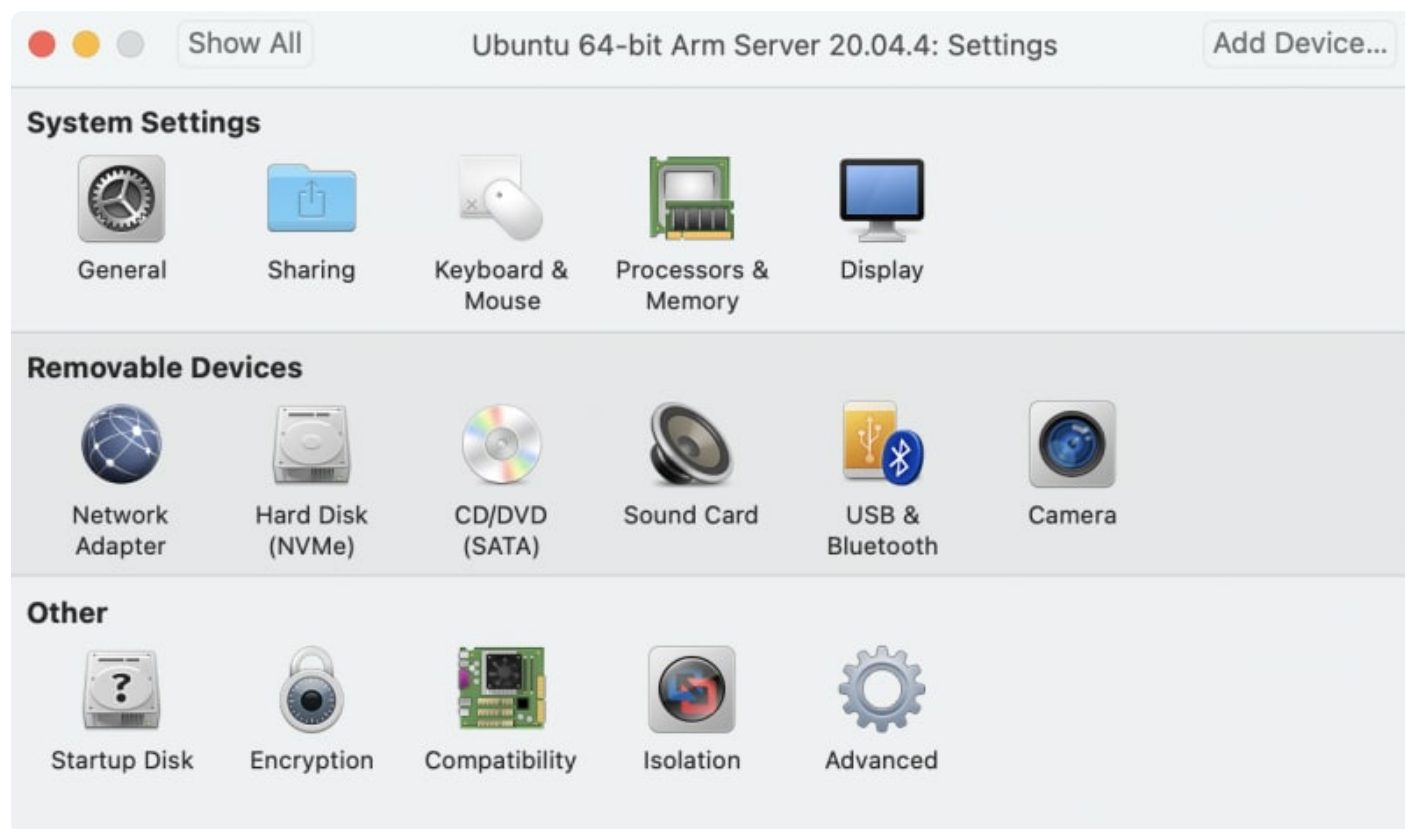 Show All
Ubuntu 64-bit Arm Server 20.04.4: Settings
Add Device...
System Settings
General
Sharing
Keyboard &
Mouse
Processors &
Memory
Display
Removable Devices
Network
Adapter
Hard Disk
(NVMe)
CD/DVD
(SATA)
Sound Card
USB &
Bluetooth
Camera
Other
?
Startup Disk
Encryption
Compatibility
Isolation
Advanced